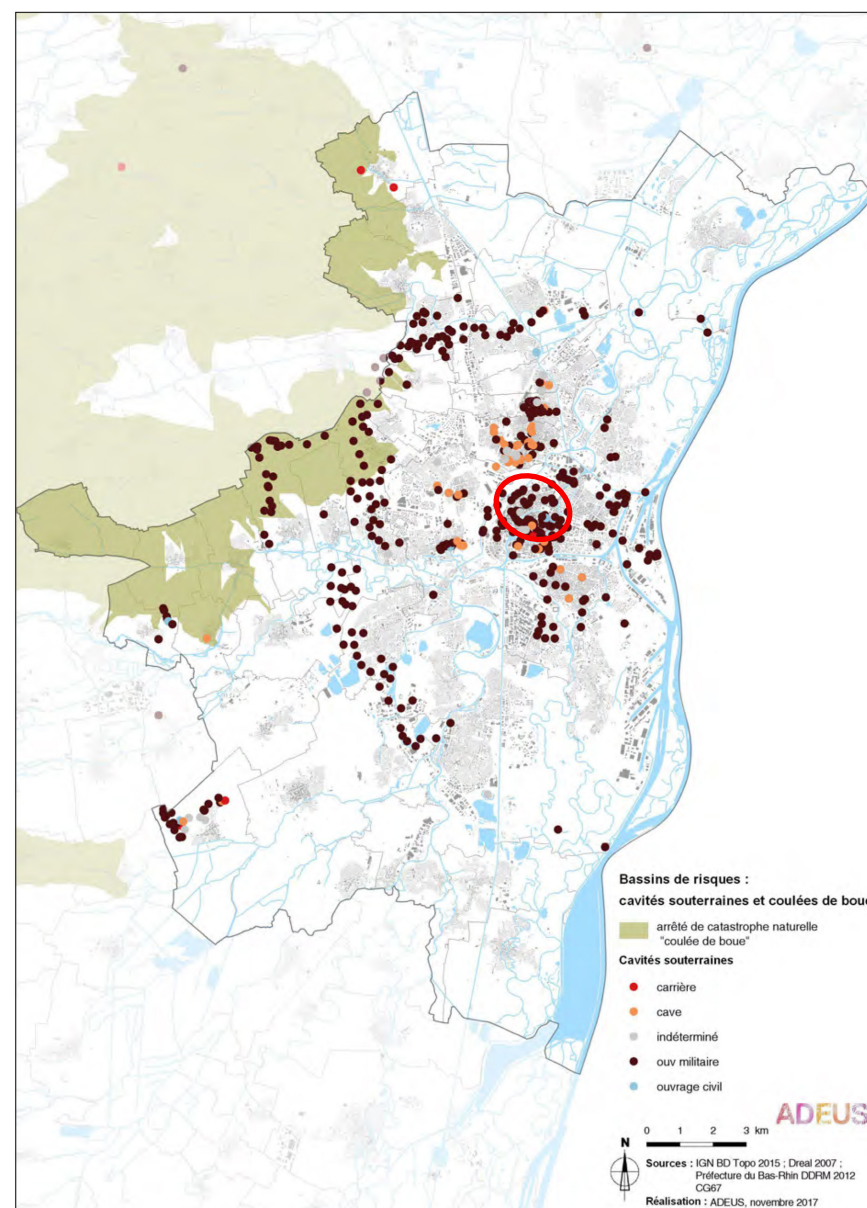 Bassins de risques :
cavités souterraines et coulées de boue
arrêté de catastrophe naturelle
"coulée de boue"
Cavités souterraines
carrière
cave
indéterminé
ouv militaire
ouvrage civil
ADEUS
N
0 1 2 3 km
Sources : IGN BD Topo 2015 ; Dreal 2007 ;
Préfecture du Bas-Rhin DDRM 2012
CG67
Réalisation : ADEUS, novembre 2017